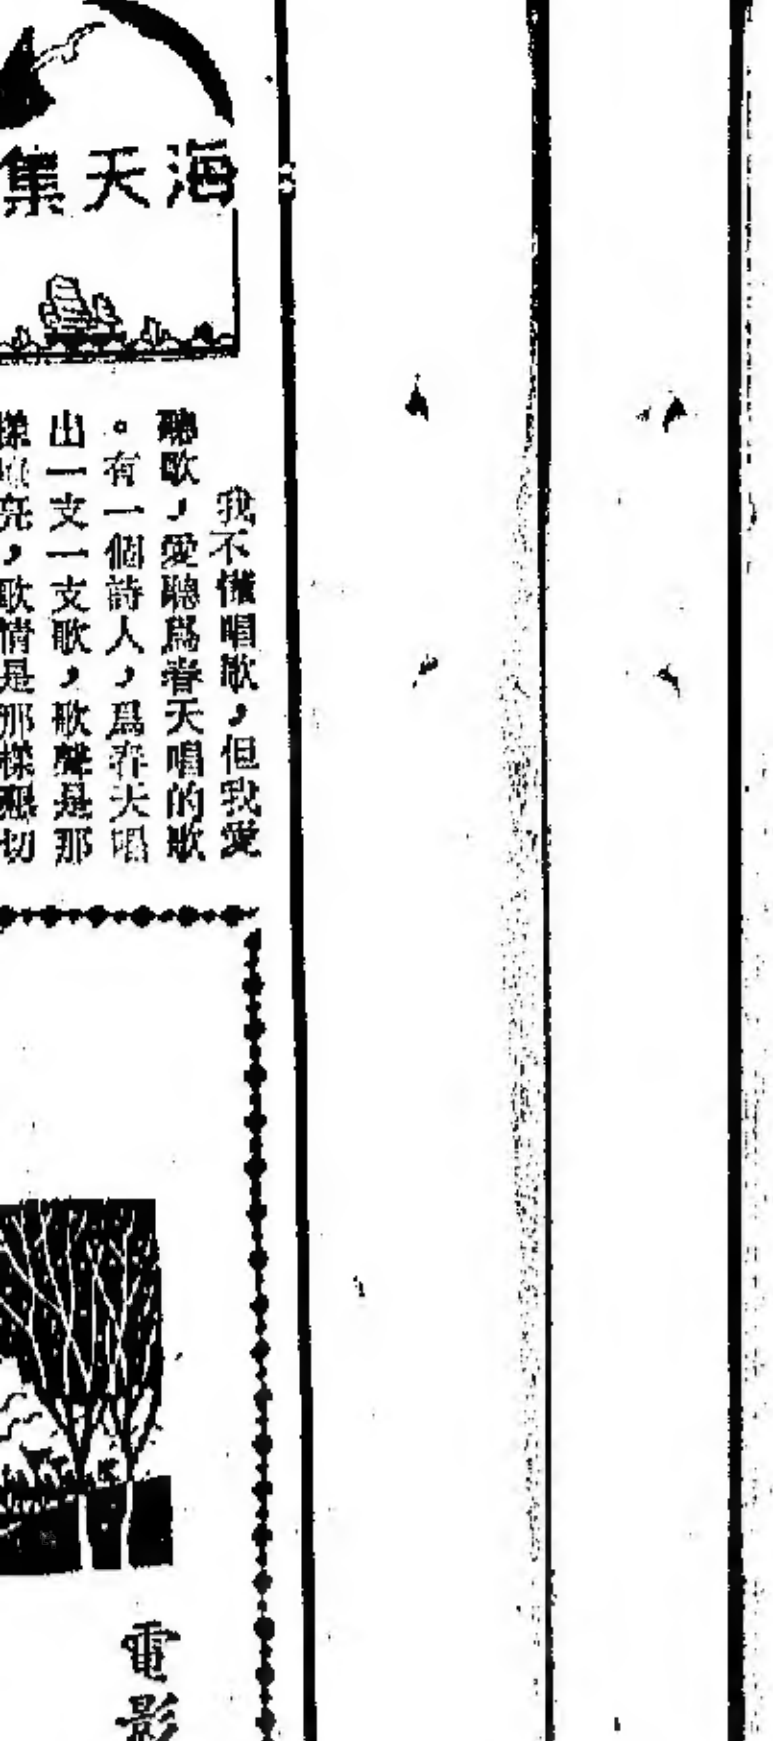 海天集
我不懂唱歌，但我愛
聽歌，愛聽爲春天唱的歌
。有一個詩人，爲春天唱
出一支一支歌，歌聲是那
樣嘹亮，歌情是那樣懇切
電影